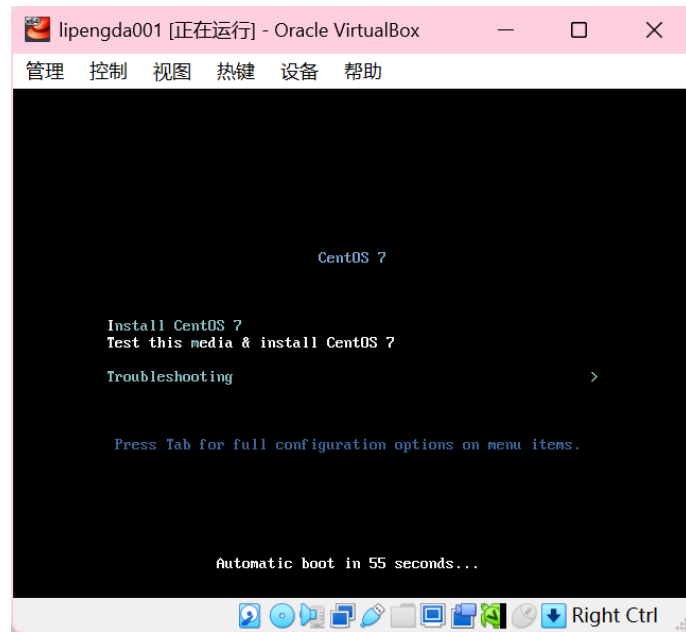 lipengda001 [正在运行] - Oracle VirtualBox
管理 控制 视图 热键 设备 帮助
CentOS 7
Install CentOS 7
Test this media & install CentOS 7
Troubleshooting >
Press Tab for full configuration options on menu items.
Automatic boot in 55 seconds...
Right Ctrl